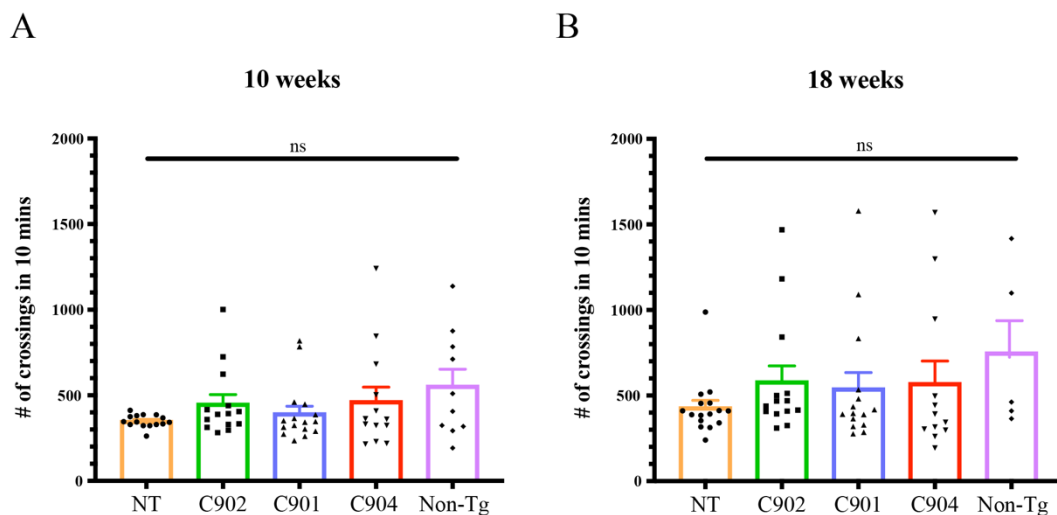 A
10 weeks
# of crossings in 10 mins
2000
1500
1000
500
0
ns
NT C902 C901 C904 Non-Tg
B
18 weeks
# of crossings in 10 mins
2000
1500
1000
500
0
ns
NT C902 C901 C904 Non-Tg